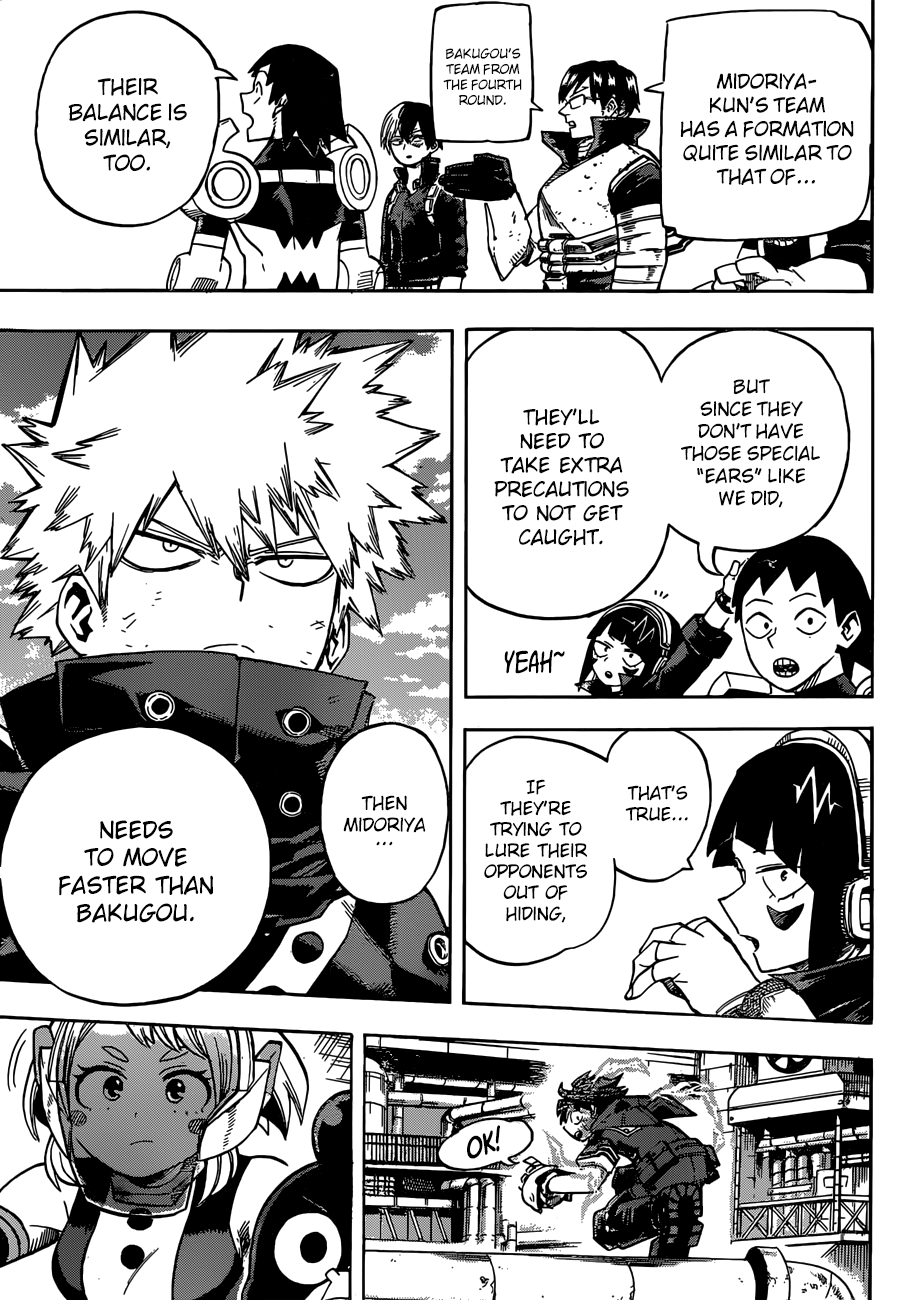 MIDORIYA-
KUN'S TEAM
HAS A FORMATION
QUITE SIMILAR TO
THAT OF...
BAKUGOU'S
TEAM FROM
THE FOURTH
ROUND.
THEIR
BALANCE IS
SIMILAR,
TOO.
BUT
SINCE THEY
DON'T HAVE
THOSE SPECIAL
"EARS" LIKE
WE DID,
THEY'LL
NEED TO
TAKE EXTRA
PRECAUTIONS
TO NOT GET
CAUGHT.
YEAH~
THAT'S
TRUE...
IF
THEY'RE
TRYING TO
LURE THEIR
OPPONENTS
OUT OF
HIDING,
THEN
MIDORIYA
...
NEEDS
TO MOVE
FASTER THAN
BAKUGOU.
OK!